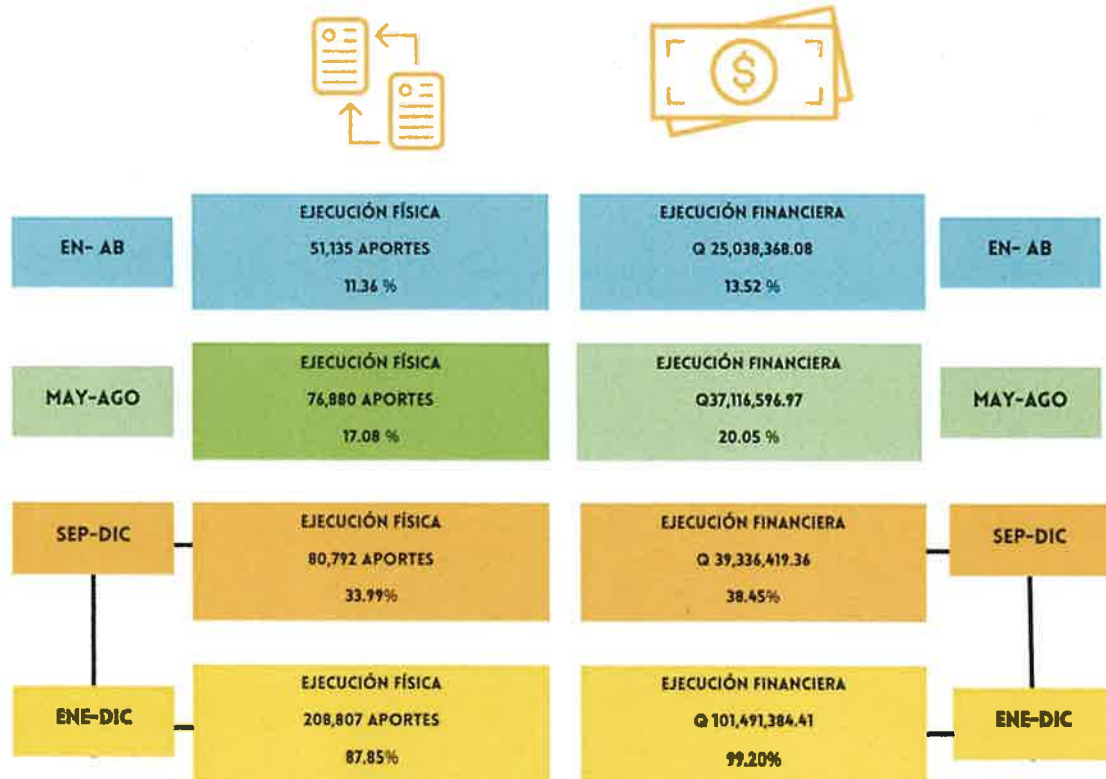 $
EN- AB
EJECUCIÓN FÍSICA
51,135 APORTES
11.36 %
EJECUCIÓN FINANCIERA
Q 25,038,368.08
13.52 %
EN- AB
MAY-AGO
EJECUCIÓN FÍSICA
76,880 APORTES
17.08 %
EJECUCIÓN FINANCIERA
Q37,116,596.97
20.05 %
MAY-AGO
SEP-DIC
EJECUCIÓN FÍSICA
80,792 APORTES
33.99%
EJECUCIÓN FINANCIERA
Q 39,336,419.36
38.45%
SEP-DIC
ENE-DIC
EJECUCIÓN FÍSICA
208,807 APORTES
87.85%
EJECUCIÓN FINANCIERA
Q 101,491,384.41
99.20%
ENE-DIC